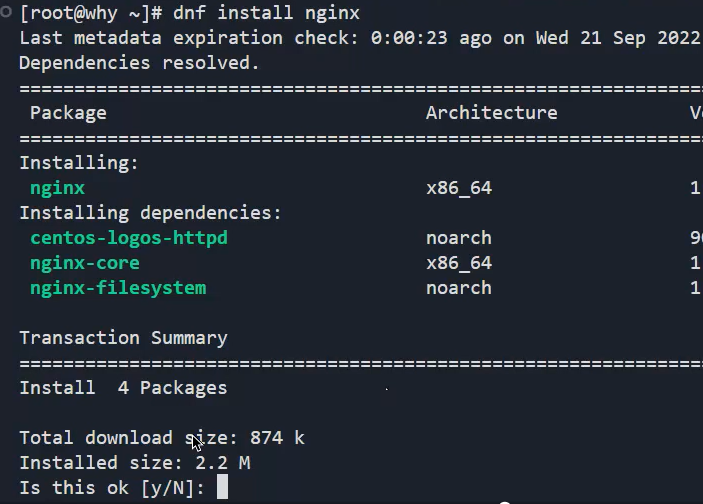 [root@why ~]# dnf install nginx
Last metadata expiration check: 0:00:23 ago on Wed 21 Sep 2022
Dependencies resolved.
================================================================
Package Architecture
================================================================
Installing:
nginx x86_64 1
Installing dependencies:
centos-logos-httpd noarch
nginx-core x86_64 1
nginx-filesystem noarch 1
Transaction Summary
================================================================
Install 4 Packages
Total download size: 874 k
Installed size: 2.2 M
Is this ok [y/N]: